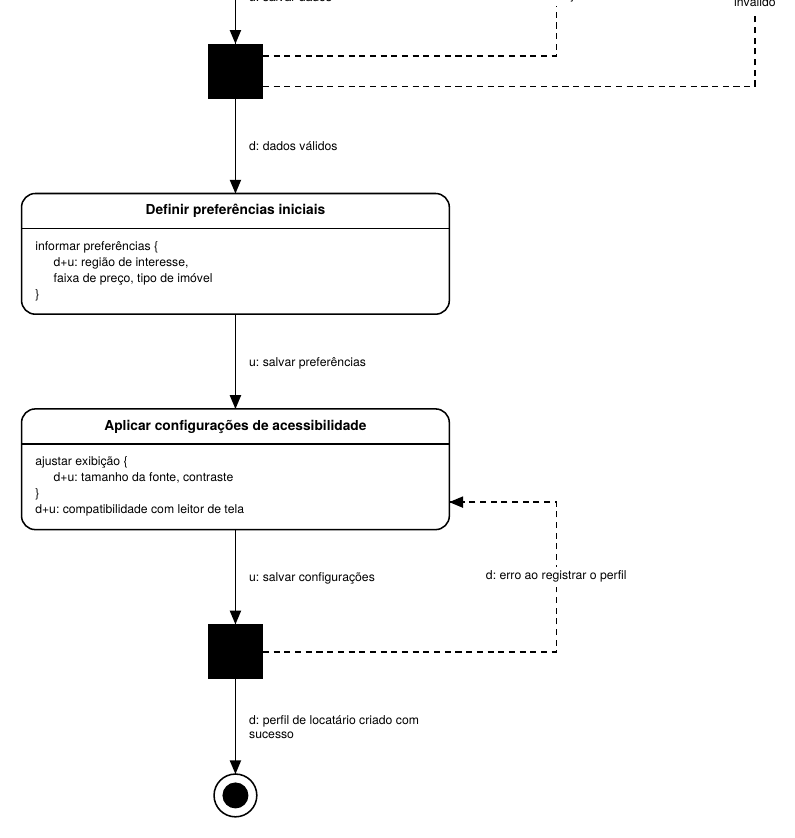 inválido
d: dados válidos
Definir preferências iniciais
informar preferências {
d+u: região de interesse,
faixa de preço, tipo de imóvel
}
u: salvar preferências
Aplicar configurações de acessibilidade
ajustar exibição {
d+u: tamanho da fonte, contraste
}
d+u: compatibilidade com leitor de tela
u: salvar configurações
d: erro ao registrar o perfil
d: perfil de locatário criado com
sucesso